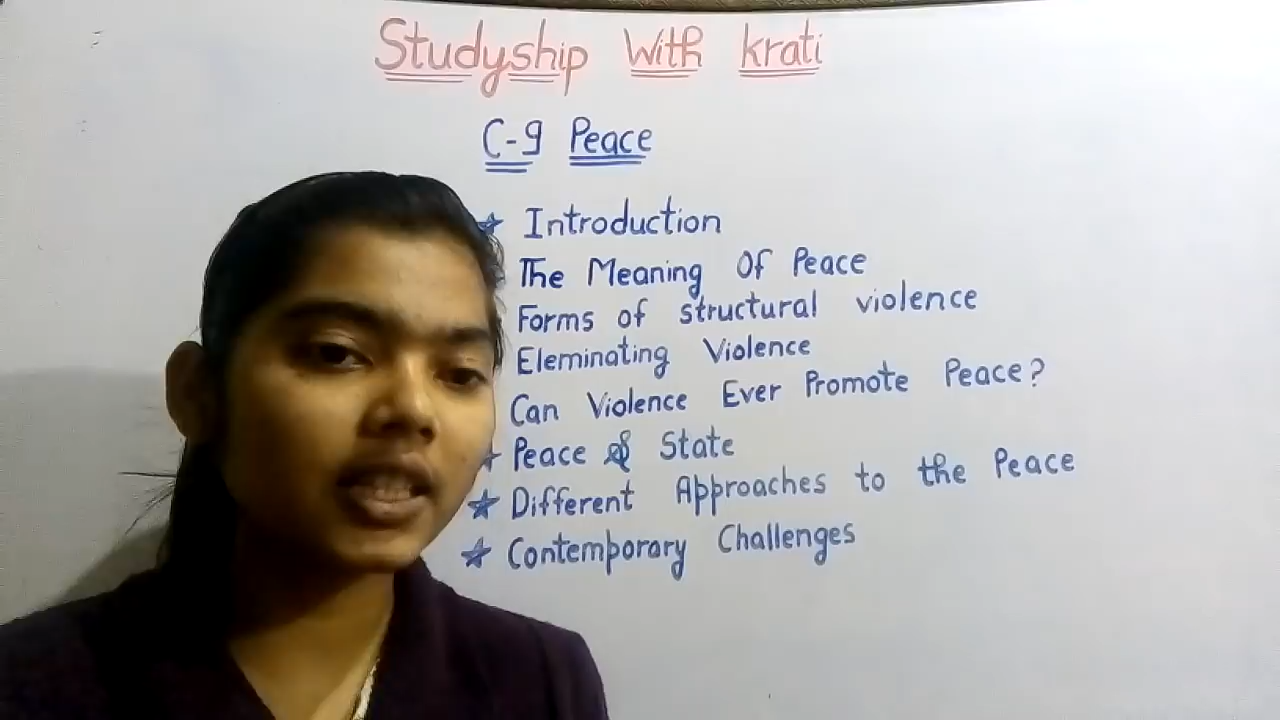 Studyship With krati
C-9 Peace
Introduction
The Meaning Of Peace
Forms of structural violence
Eleminating Violence
Can Violence Ever Promote Peace?
Peace & State
Different Approaches to the Peace
Contemporary Challenges